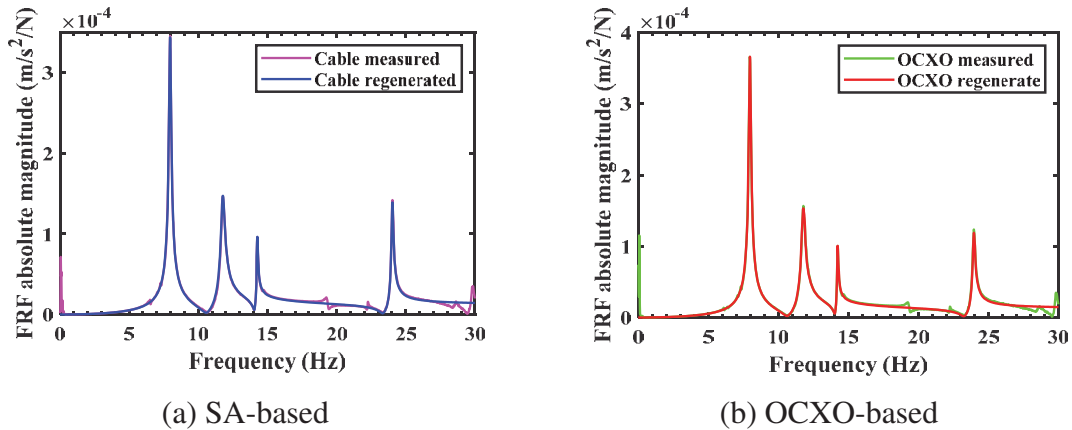 ×10⁻⁴
FRF absolute magnitude (m/s²/N)
3
2
1
0
Cable measured
Cable regenerated
0 5 10 15 20 25 30
Frequency (Hz)
(a) SA-based
×10⁻⁴
FRF absolute magnitude (m/s²/N)
4
3
2
1
0
OCXO measured
OCXO regenerate
0 5 10 15 20 25 30
Frequency (Hz)
(b) OCXO-based